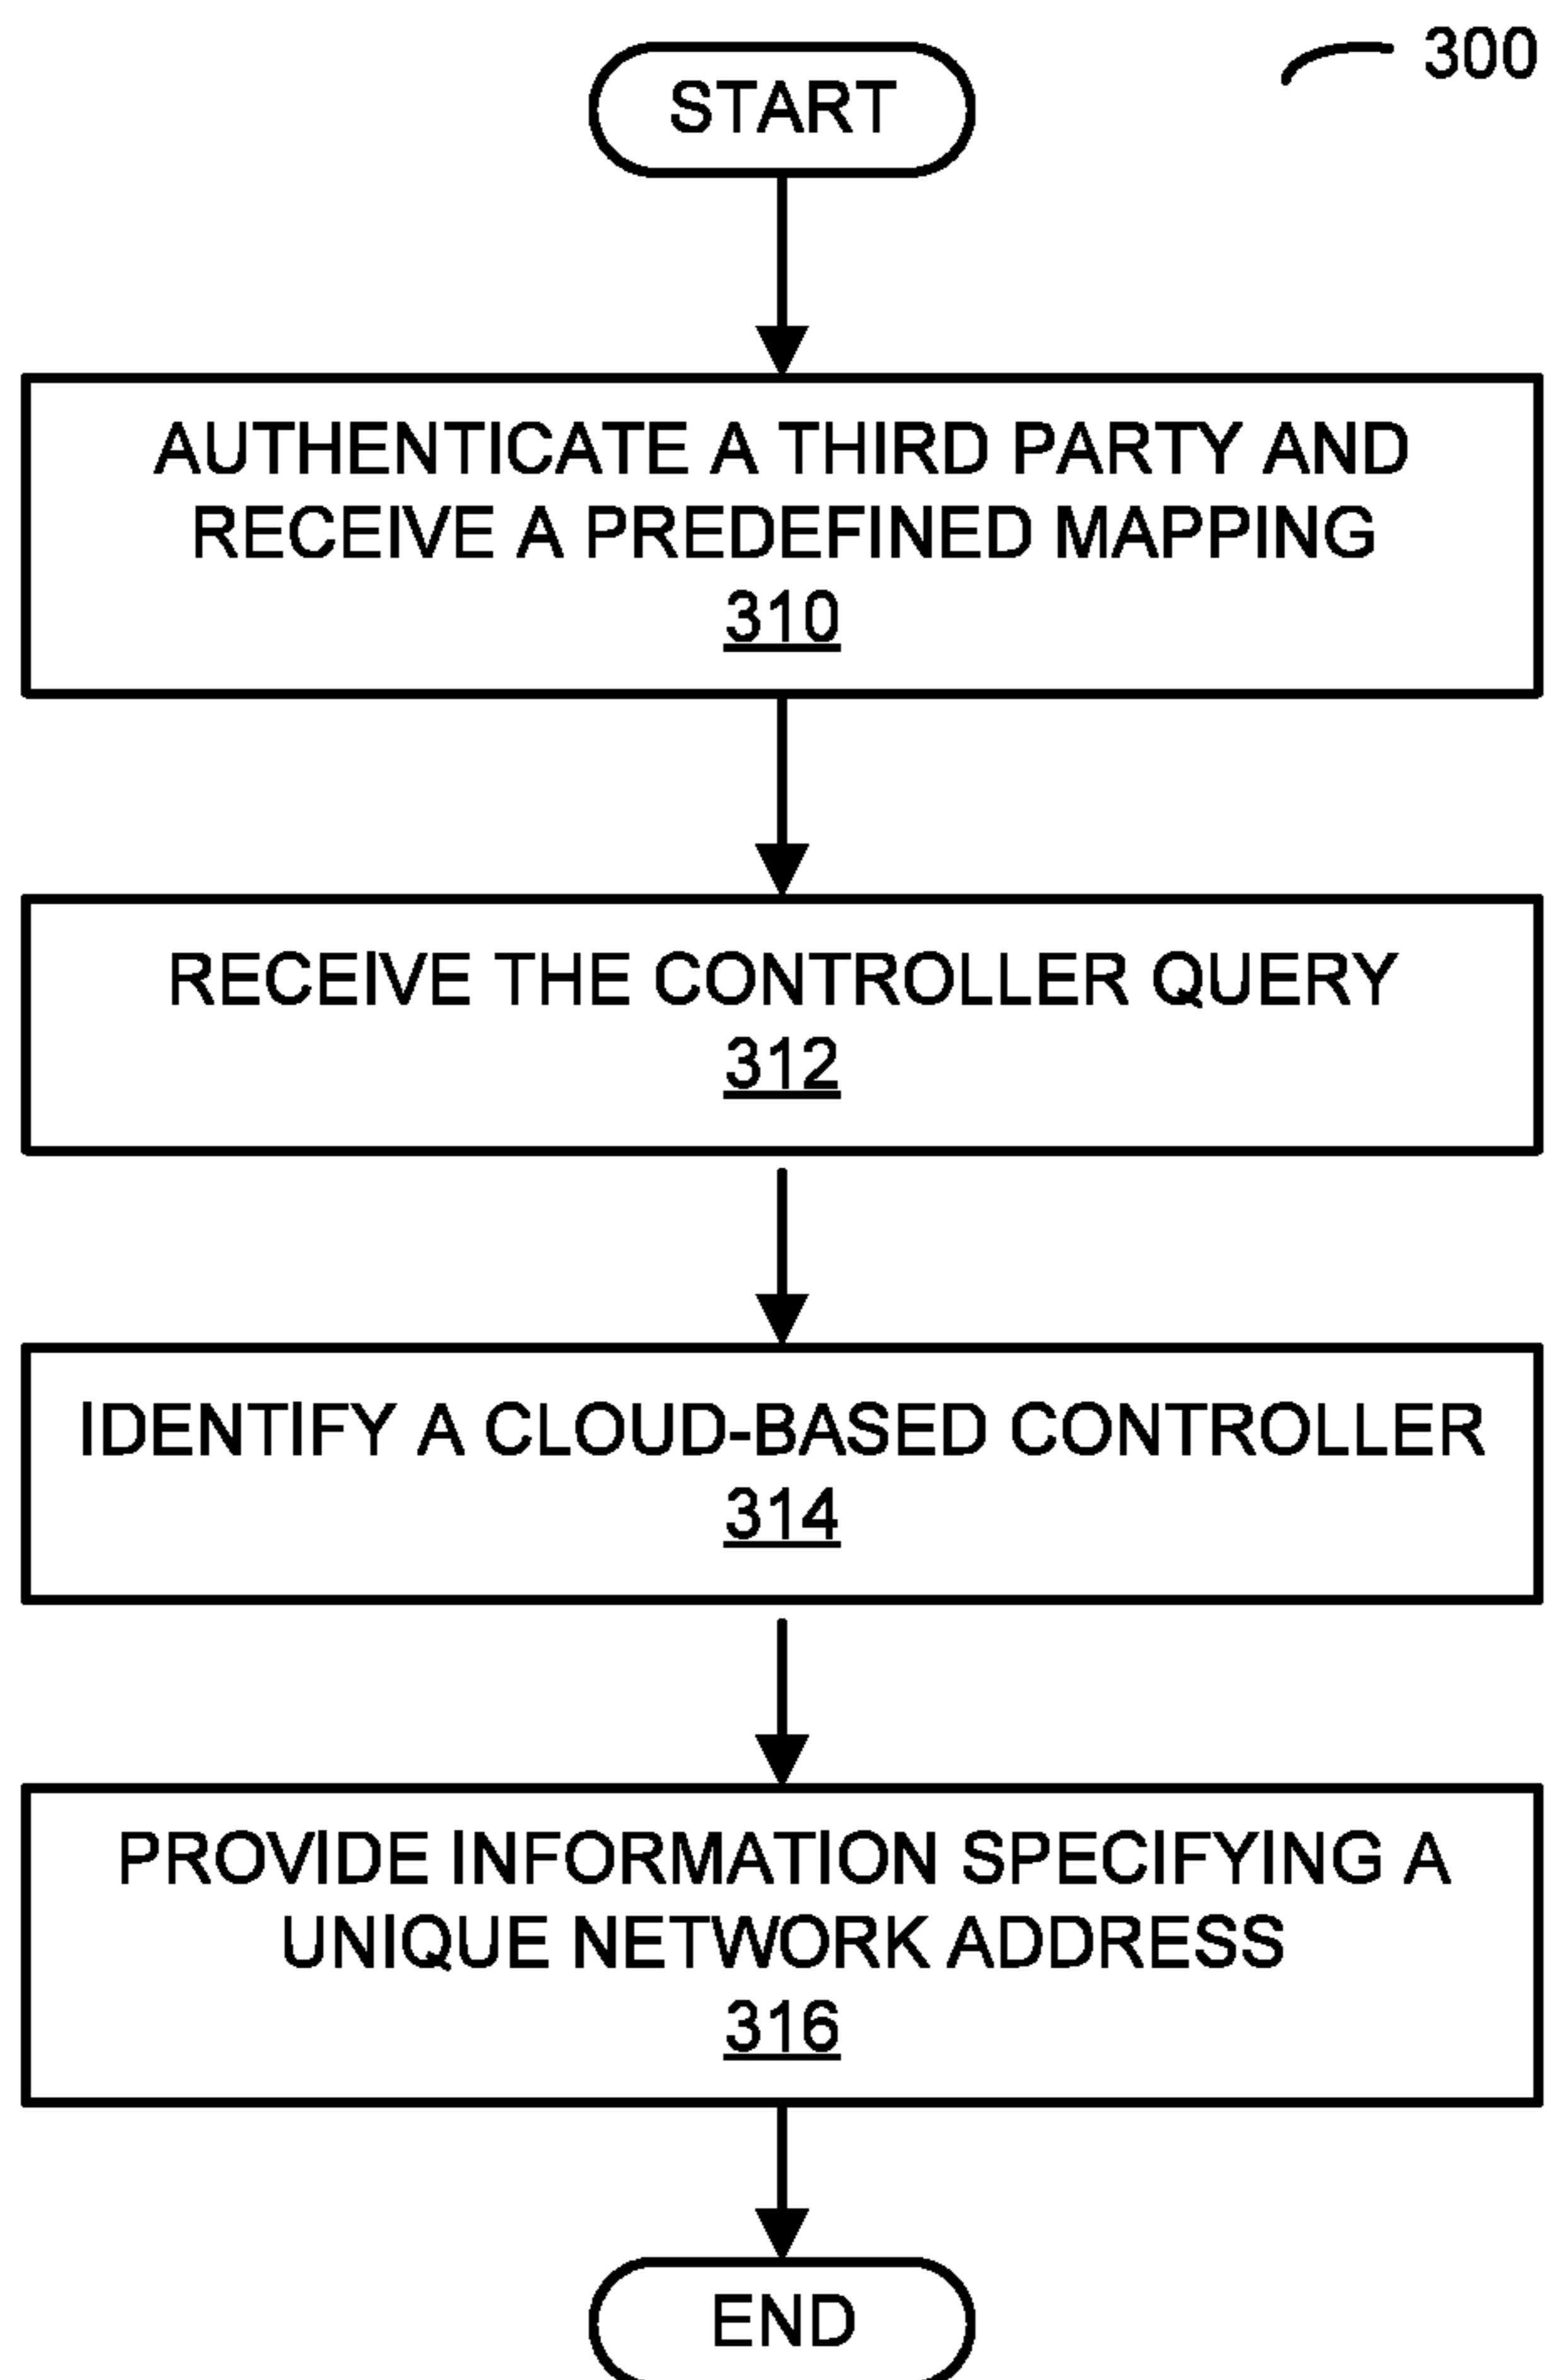 300
START
AUTHENTICATE A THIRD PARTY AND
RECEIVE A PREDEFINED MAPPING
310
RECEIVE THE CONTROLLER QUERY
312
IDENTIFY A CLOUD-BASED CONTROLLER
314
PROVIDE INFORMATION SPECIFYING A
UNIQUE NETWORK ADDRESS
316
END